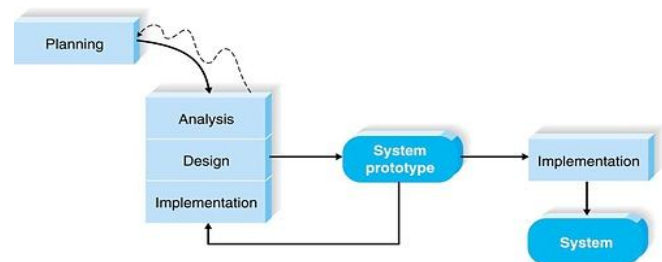 Planning
Analysis
Design
Implementation
System
prototype
Implementation
System